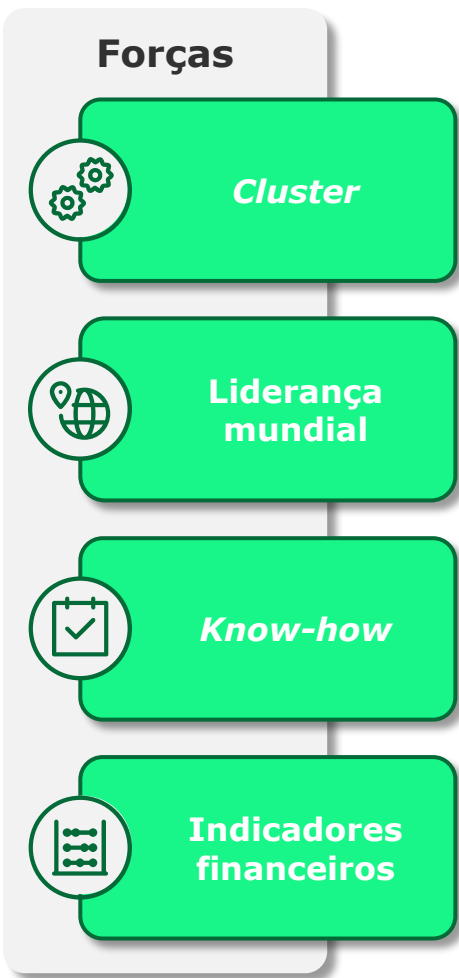 Forças
Cluster
Liderança
mundial
Know-how
Indicadores
financeiros